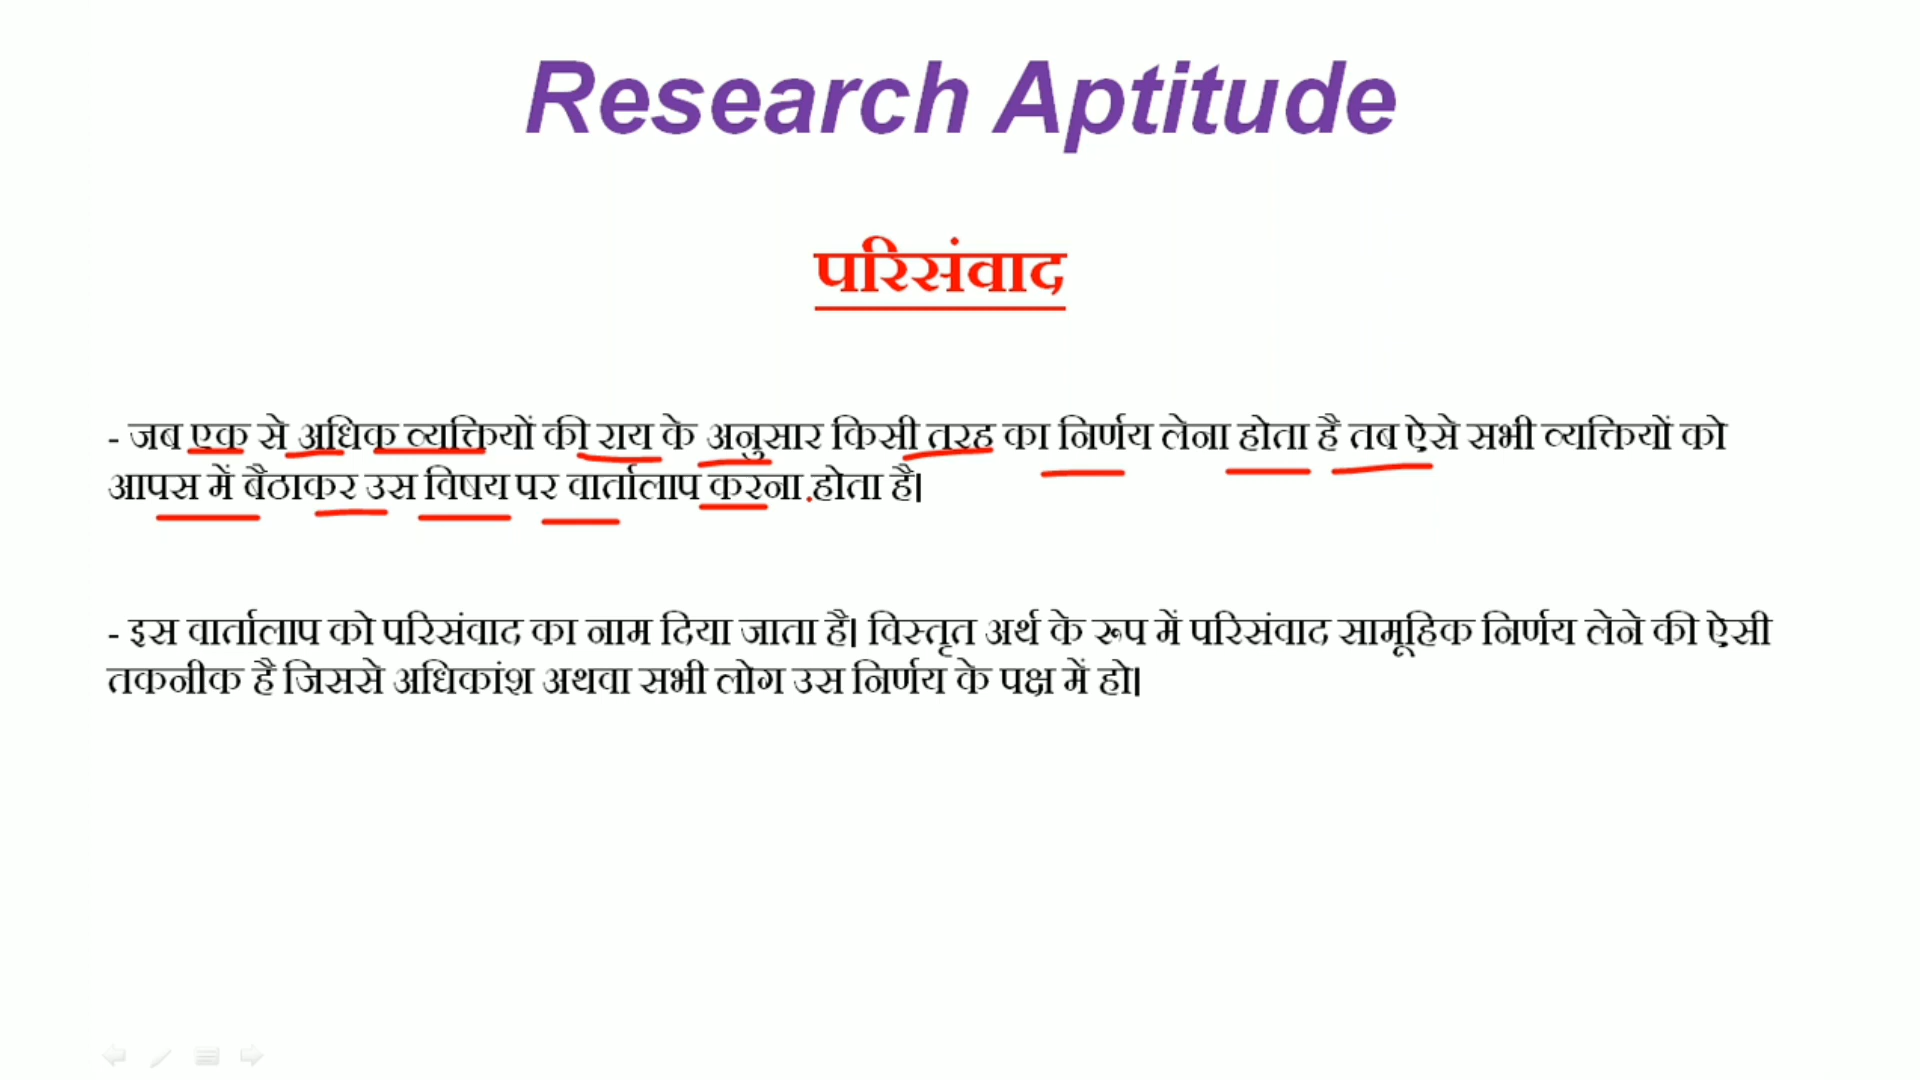 Research Aptitude
परिसंवाद
- जब एक से अधिक व्यक्तियों की राय के अनुसार किसी तरह का निर्णय लेना होता है तब ऐसे सभी व्यक्तियों को
आपस में बैठाकर उस विषय पर वार्तालाप करना होता है।
- इस वार्तालाप को परिसंवाद का नाम दिया जाता है। विस्तृत अर्थ के रूप में परिसंवाद सामूहिक निर्णय लेने की ऐसी
तकनीक है जिससे अधिकांश अथवा सभी लोग उस निर्णय के पक्ष में हो।